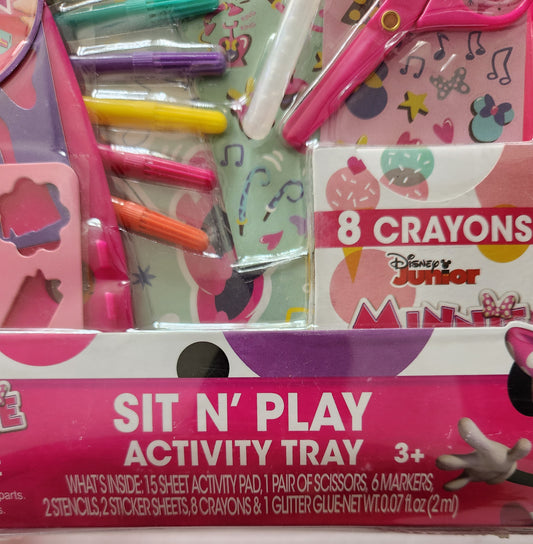 8 CRAYONS
Disney
Junior
MINNIE
SIT N' PLAY
ACTIVITY TRAY 3+
WHAT'S INSIDE: 15 SHEET ACTIVITY PAD, 1 PAIR OF SCISSORS, 6 MARKERS,
parts. 2 STENCILS, 2 STICKER SHEETS, 8 CRAYONS & 1 GLITTER GLUE-NET WT. 0.07 fl. oz (2 ml)